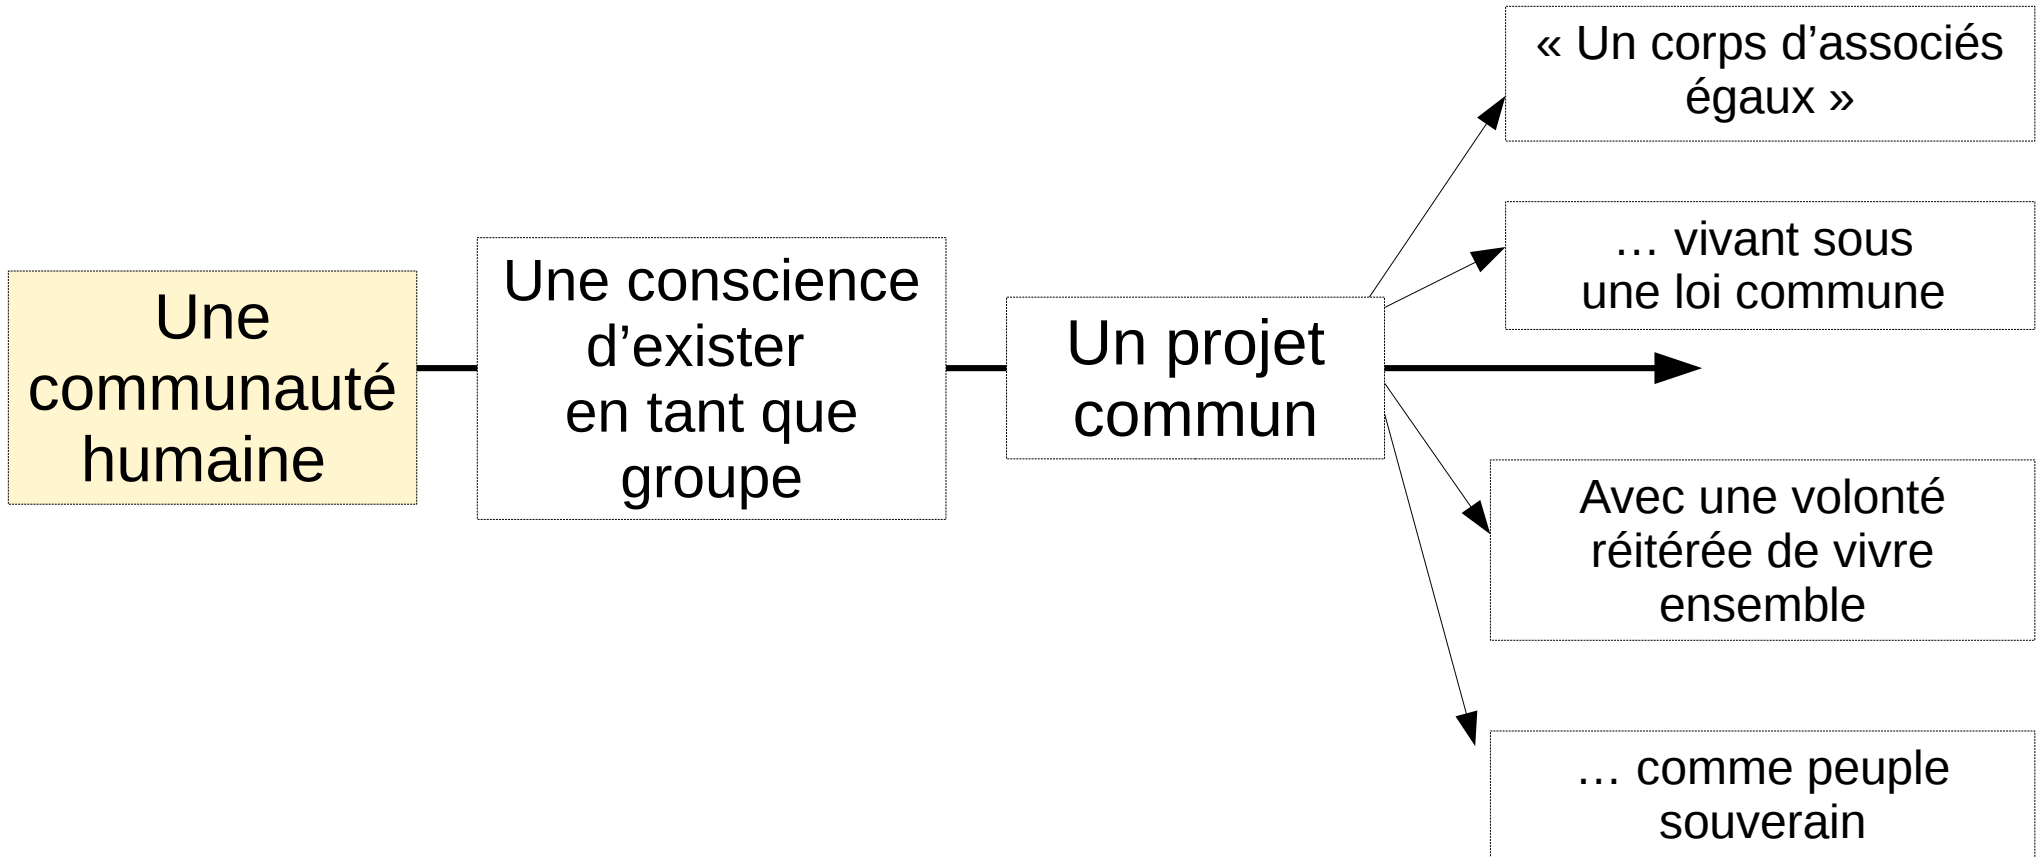 Une
communauté
humaine
Une conscience
d’exister
en tant que
groupe
Un projet
commun
« Un corps d’associés
égaux »
… vivant sous
une loi commune
Avec une volonté
réitérée de vivre
ensemble
… comme peuple
souverain